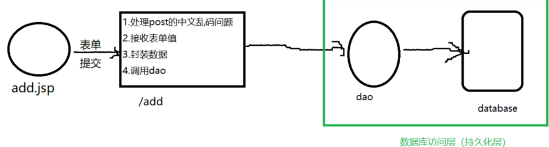 add.jsp
表单
提交
1.处理post的中文乱码问题
2.接收表单值
3.封装数据
4.调用dao
/add
dao
database
数据库访问层（持久化层）